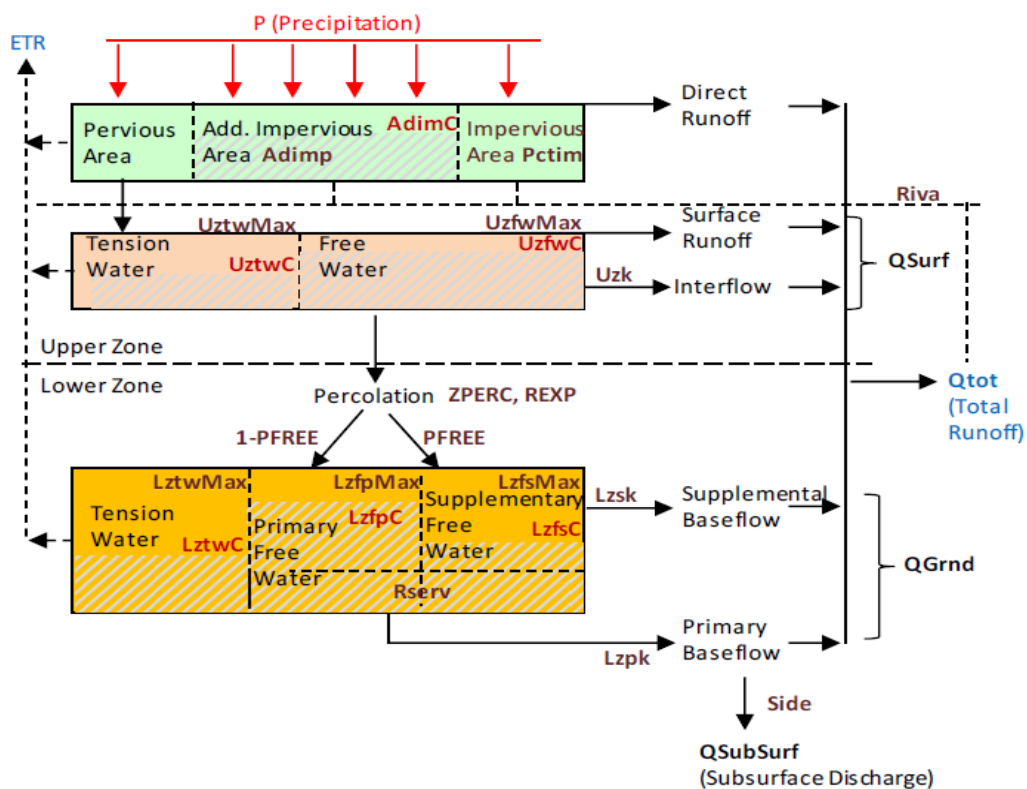 P (Precipitation)
ETR
Pervious
Area
Add. Impervious
Area Adimp
AdimC
Impervious
Area Pctim
Direct
Runoff
Riva
UztwMax
UzfwMax
Tension
Water
UztwC
Free
Water
UzfwC
Surface
Runoff
QSurf
Uzk
Interflow
Upper Zone
Lower Zone
Percolation ZPERC, REXP
Qtot
(Total
Runoff)
1-PFREE
PFREE
LztwMax
LzfpMax
LzfsMax
Tension
Water
LztwC
Primary
Free
Water
LzfpC
Supplementary
Free
Water
LzfsC
Rserv
Lzsk
Supplemental
Baseflow
QGrnd
Lzpk
Primary
Baseflow
Side
QSubSurf
(Subsurface Discharge)